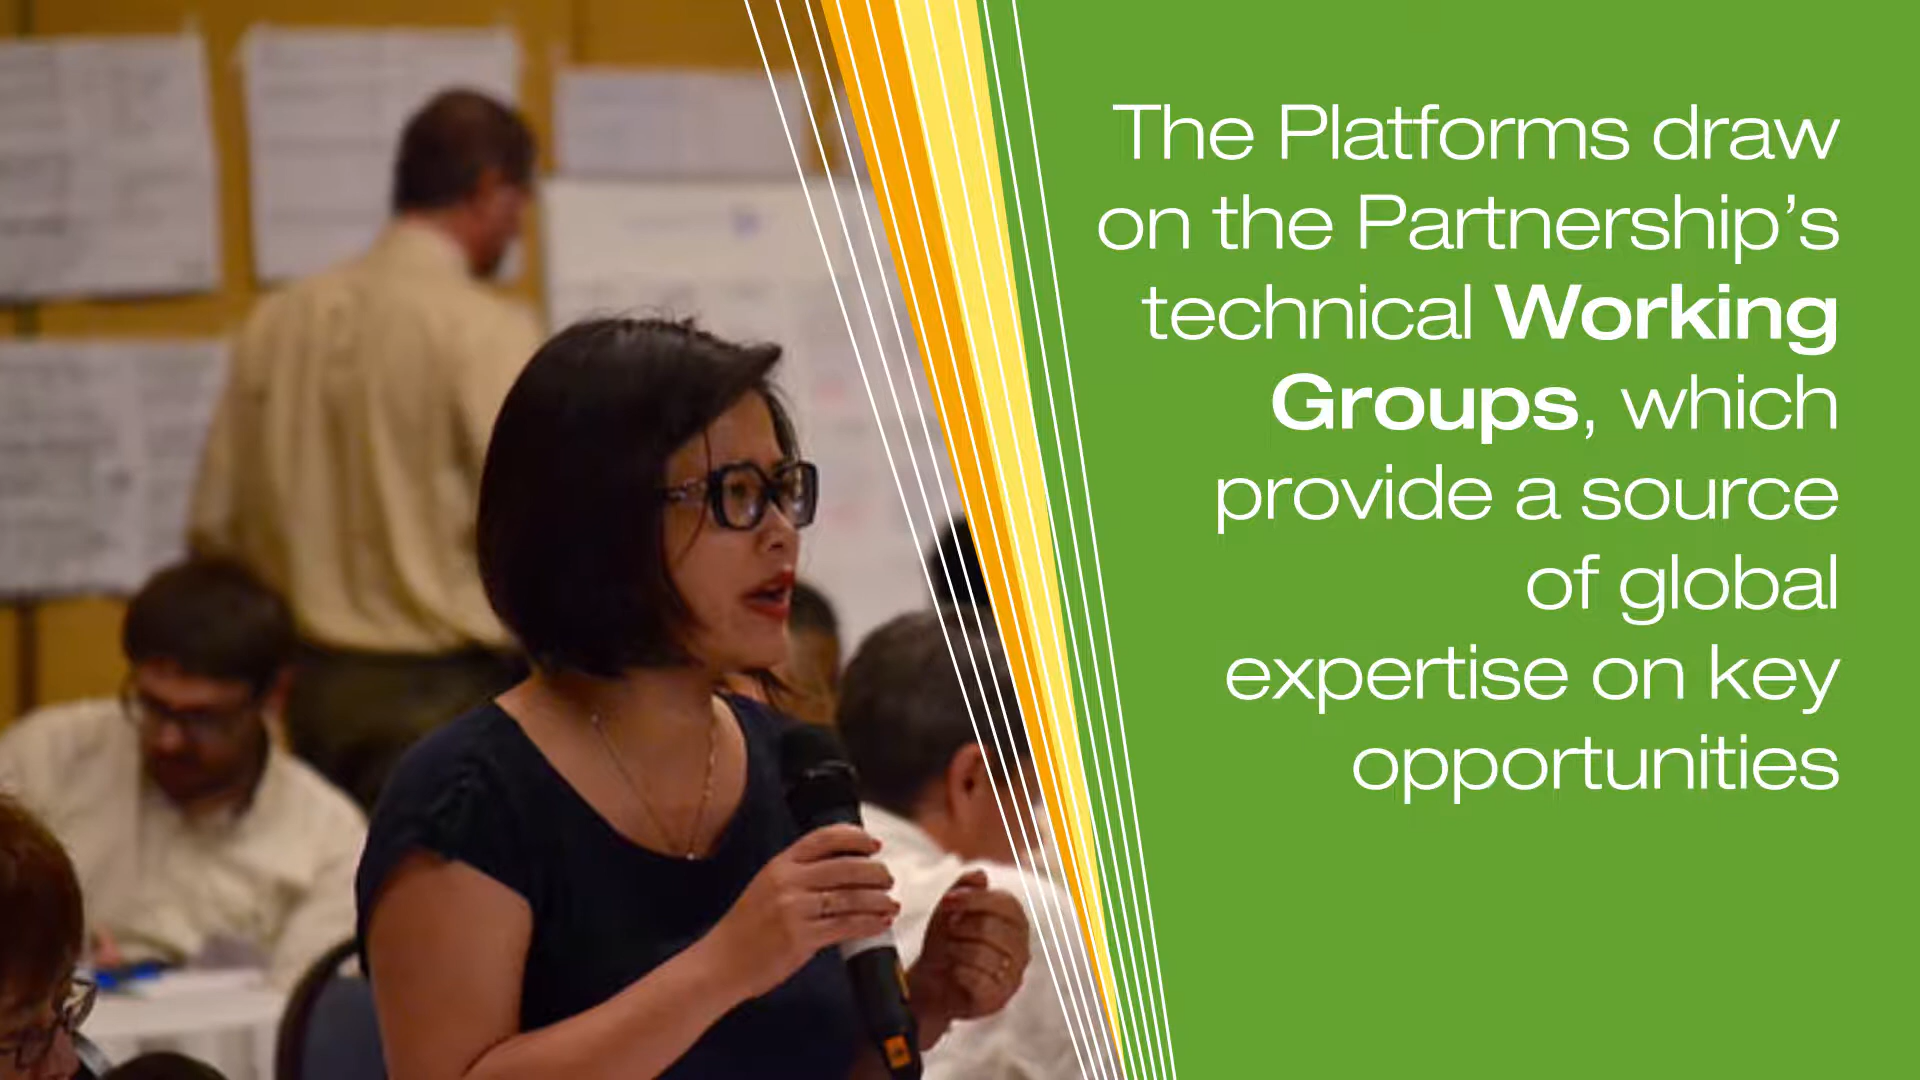 The Platforms draw
on the Partnership’s
technical Working
Groups, which
provide a source
of global
expertise on key
opportunities